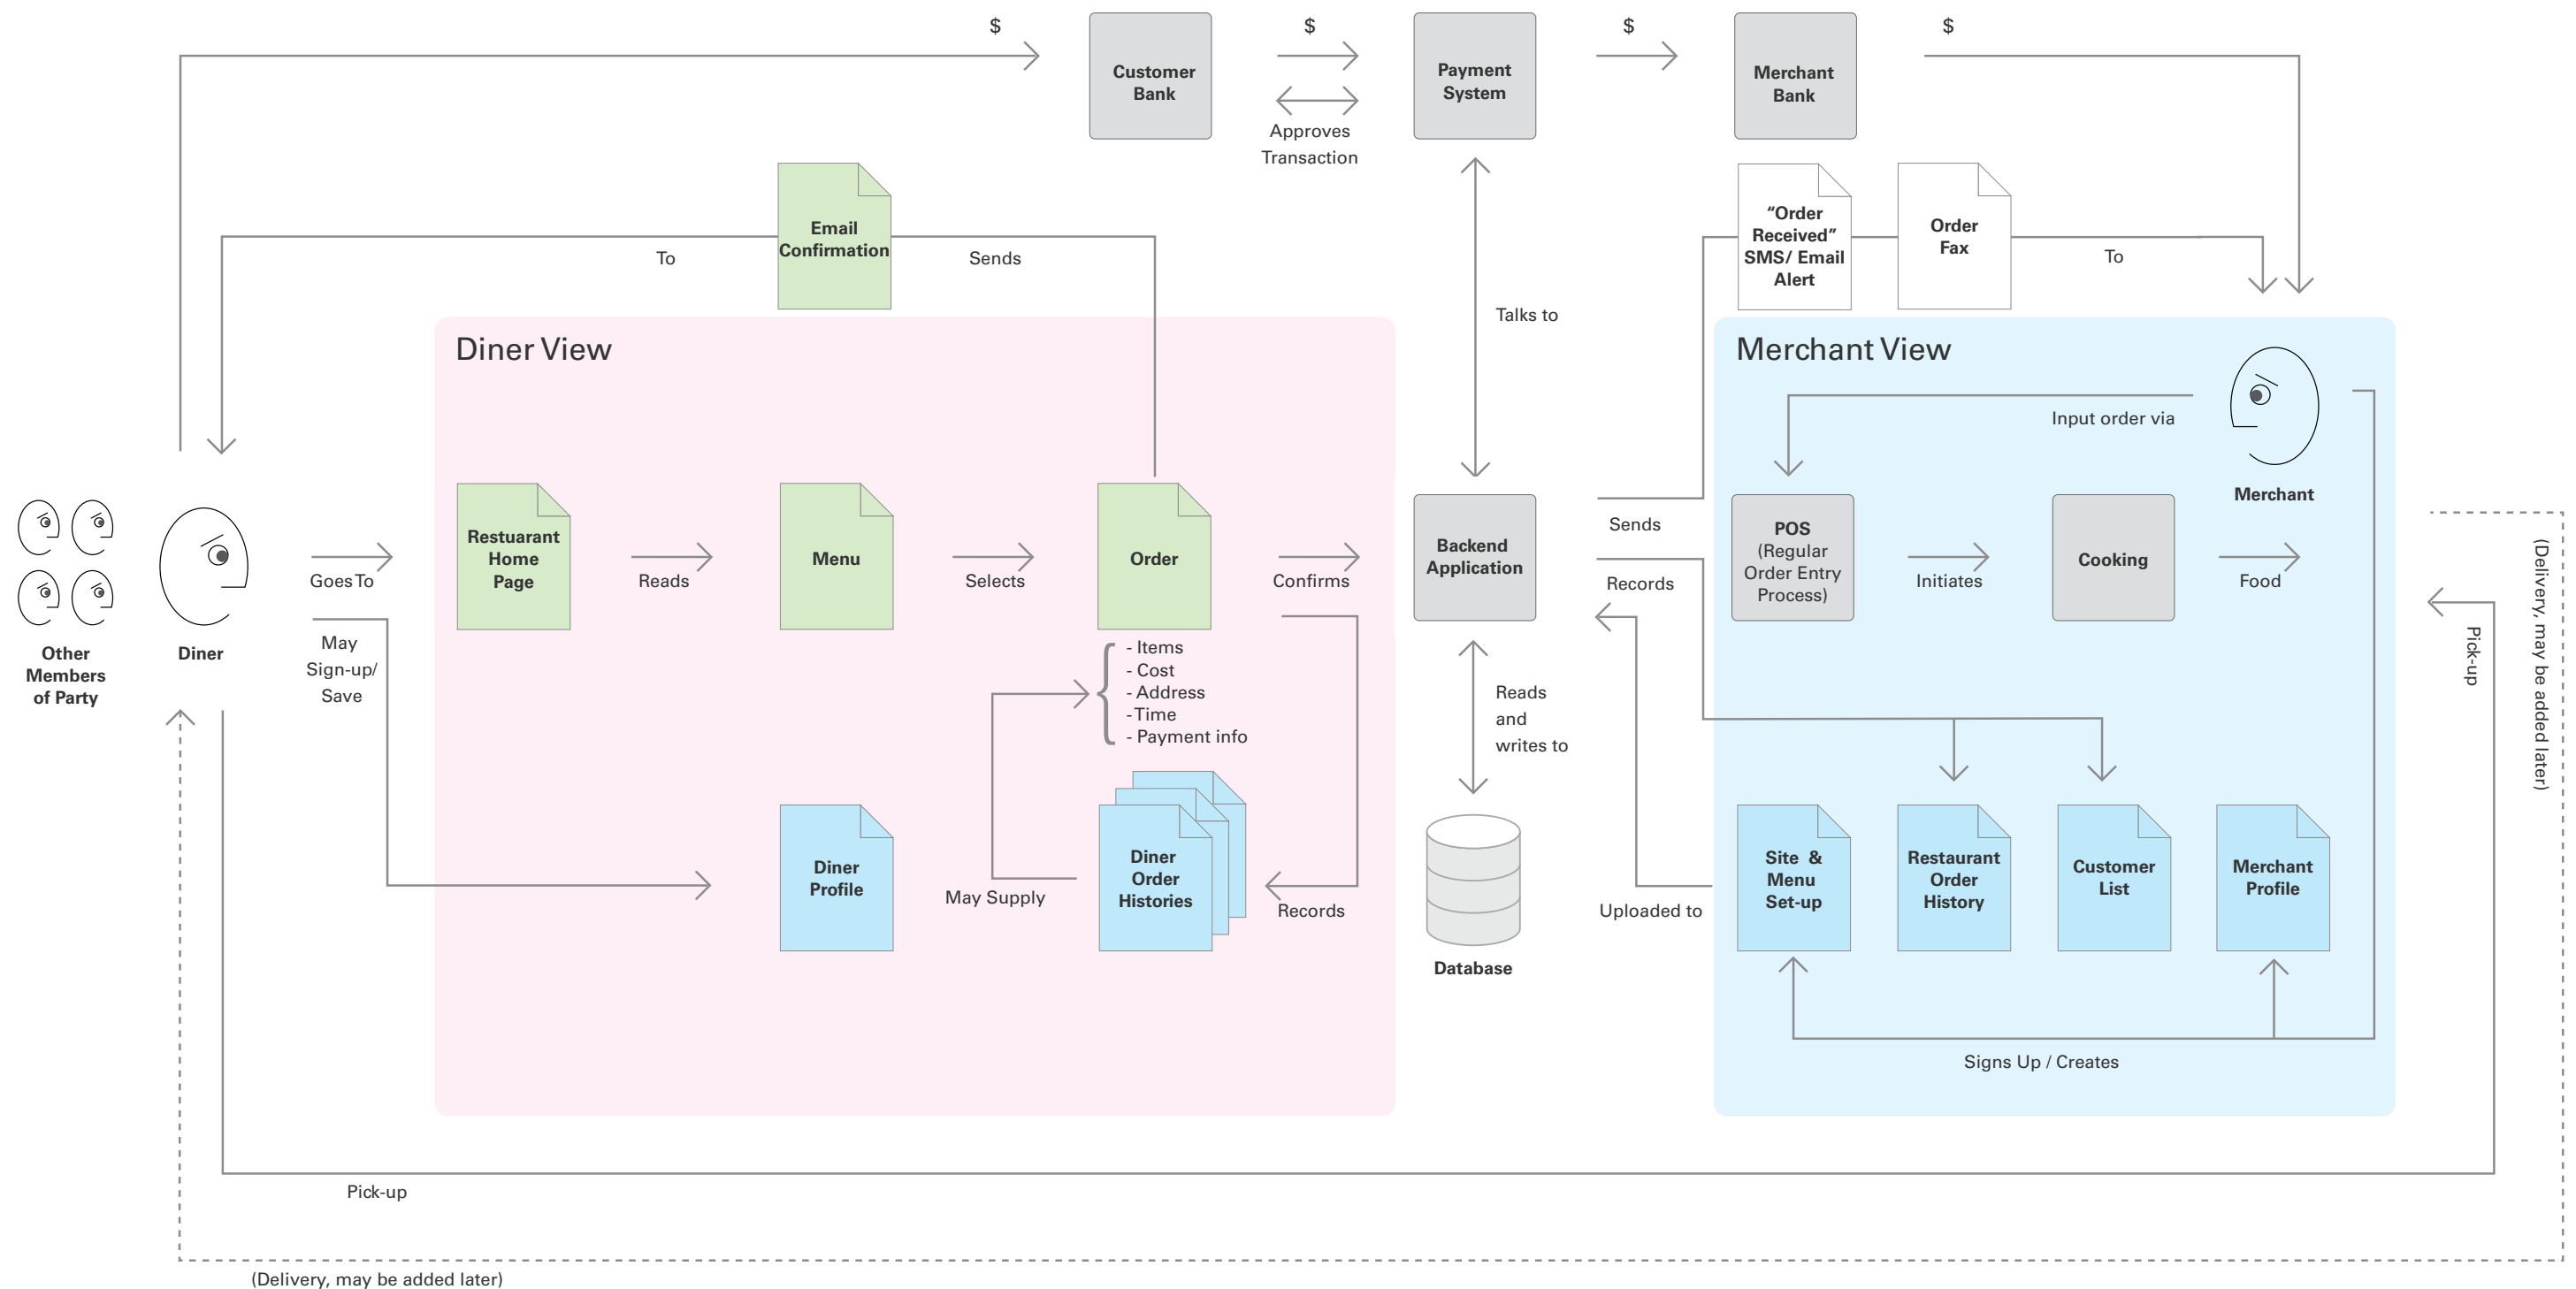 $
$
$
$
Customer
Bank
Payment
System
Merchant
Bank
Approves
Transaction
Email
Confirmation
To
Sends
“Order
Received”
SMS/ Email
Alert
Order
Fax
To
Talks to
Diner View
Merchant View
Input order via
Merchant
Other
Members
of Party
Diner
Goes To
May
Sign-up/
Save
Restuarant
Home
Page
Reads
Menu
Selects
Order
Confirms
- Items
- Cost
- Address
- Time
- Payment info
Backend
Application
Sends
Records
POS
(Regular
Order Entry
Process)
Initiates
Cooking
Food
Pick-up
(Delivery, may be added later)
Reads
and
writes to
Diner
Profile
May Supply
Diner
Order
Histories
Records
Database
Uploaded to
Site & 
Menu
Set-up
Restaurant
Order
History
Customer
List
Merchant
Profile
Signs Up / Creates
Pick-up
(Delivery, may be added later)